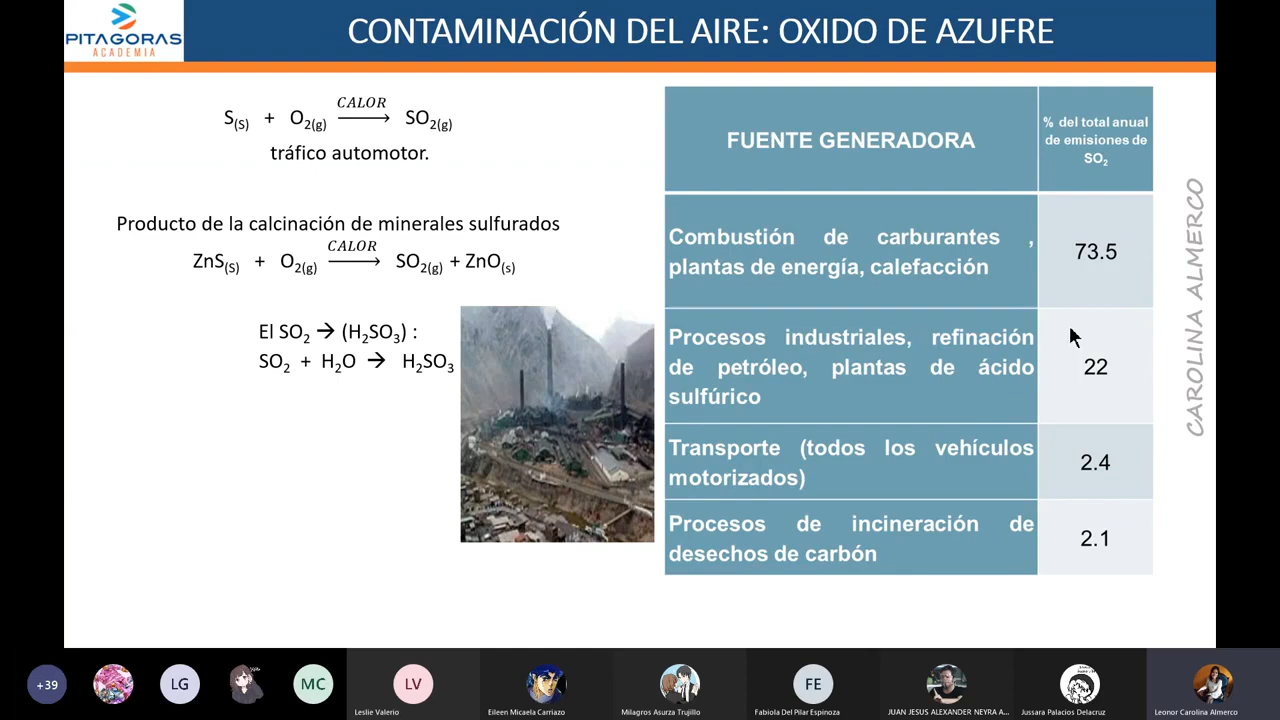 PITAGORAS
ACADEMIA
CONTAMINACIÓN DEL AIRE: OXIDO DE AZUFRE
S(S) + O2(g) CALOR → SO2(g)
tráfico automotor.
Producto de la calcinación de minerales sulfurados
ZnS(S) + O2(g) CALOR → SO2(g) + ZnO(s)
El SO2 → (H2SO3) :
SO2 + H2O → H2SO3
FUENTE GENERADORA
% del total anual
de emisiones de
SO2
Combustión de carburantes ,
plantas de energía, calefacción
73.5
Procesos industriales, refinación
de petróleo, plantas de ácido
sulfúrico
22
Transporte (todos los vehículos
motorizados)
2.4
Procesos de incineración de
desechos de carbón
2.1
CAROLINA ALMERCO
+39
LG
MC
LV
Leslie Valerio
Eileen Micaela Carriazo
Milagros Asurza Trujillo
FE
Fabiola Del Pilar Espinoza
JUAN JESUS ALEXANDER NEYRA A...
Jussara Palacios Delacruz
Leonor Carolina Almerco